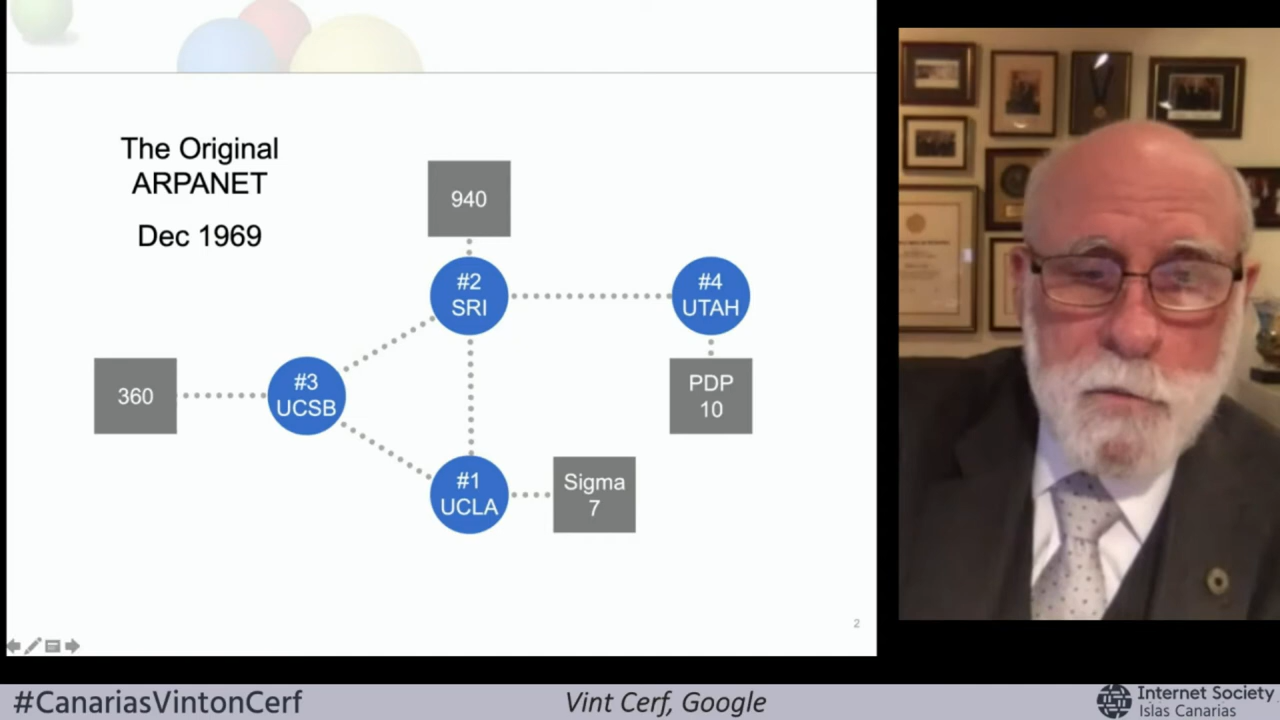 The Original
ARPANET
Dec 1969
940
#2
SRI
#4
UTAH
360
#3
UCSB
PDP
10
#1
UCLA
Sigma
7
2
#CanariasVintonCerf
Vint Cerf, Google
Internet Society
Islas Canarias